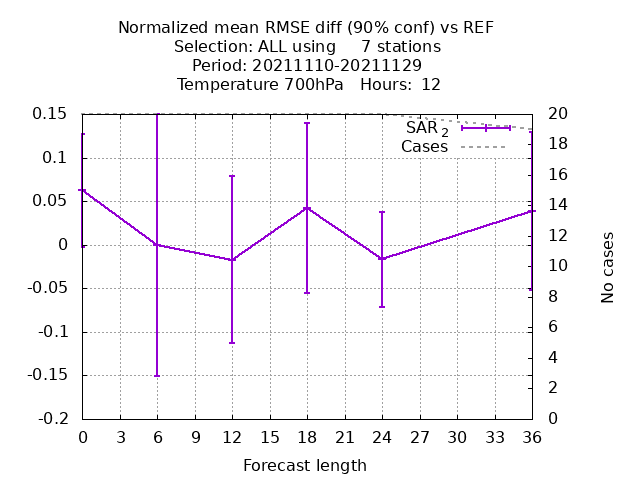 Normalized mean RMSE diff (90% conf) vs REF
Selection: ALL using 7 stations
Period: 20211110-20211129
Temperature 700hPa Hours: 12
SAR 2
Cases
0.15
0.1
0.05
0
-0.05
-0.1
-0.15
-0.2
20
18
16
14
12
10
8
6
4
2
0
No cases
0 3 6 9 12 15 18 21 24 27 30 33 36
Forecast length